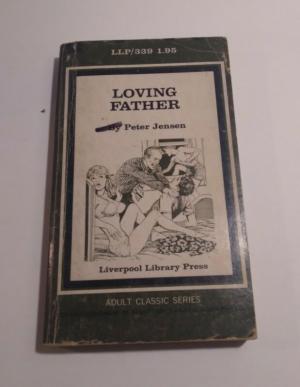 LLP/339 1.95
LOVING
FATHER
By Peter Jensen
Liverpool Library Press
ADULT CLASSIC SERIES